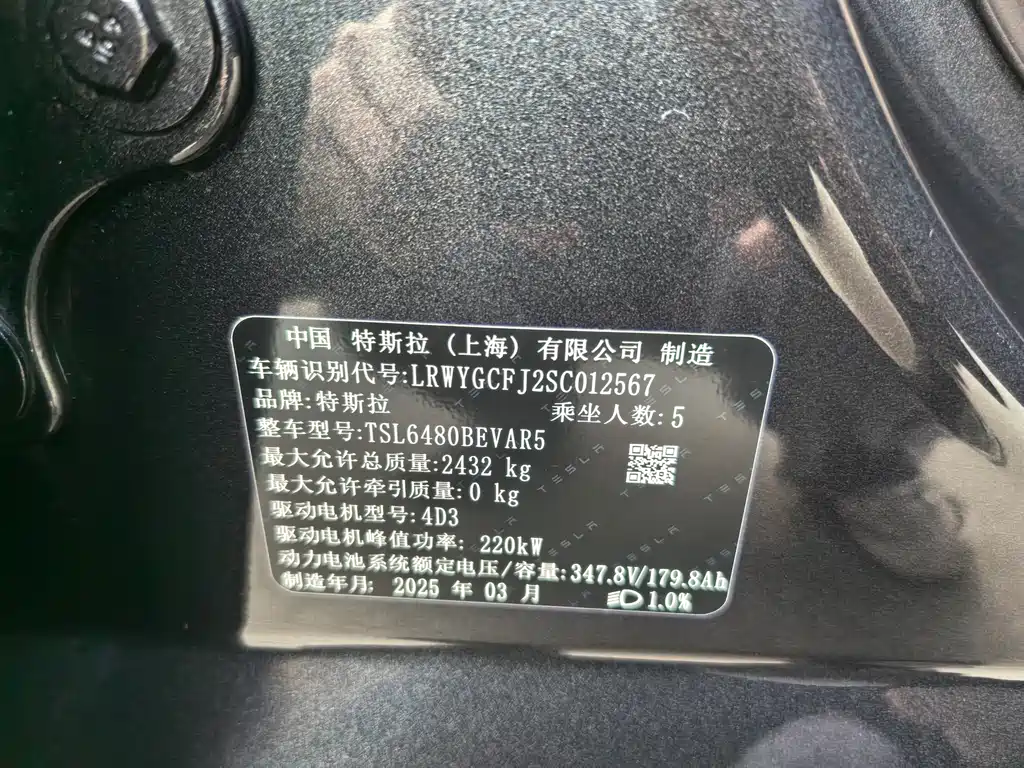 中国 特斯拉 (上海) 有限公司 制造
车辆识别代号:LRWYGCFJ2SC012567
品牌:特斯拉 乘坐人数:5
整车型号:TSL6480BEVAR5
最大允许总质量:2432 kg
最大允许牵引质量:0 kg
驱动电机型号:4D3
驱动电机峰值功率: 220kW
动力电池系统额定电压/容量:347.8V/179.8Ah
制造年月: 2025 年 03 月 1.0%
TESLA